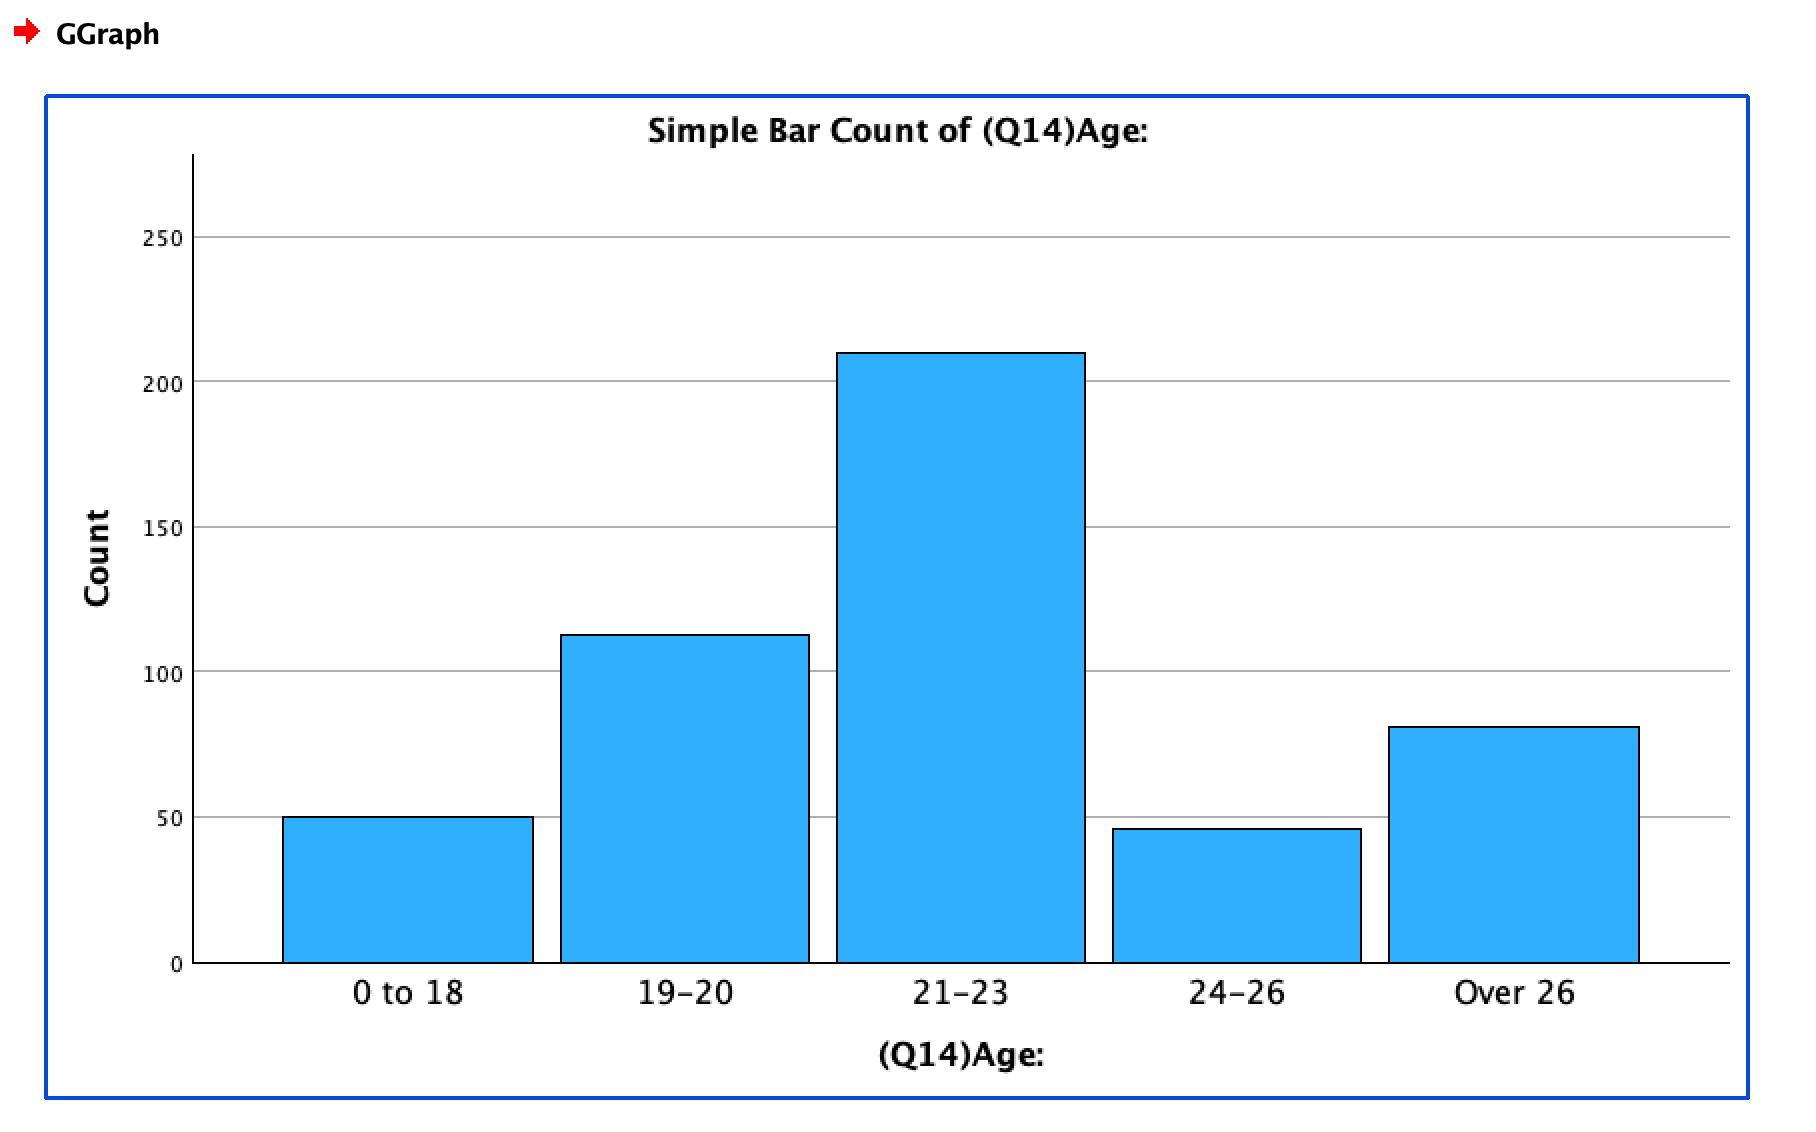 GGraph
Simple Bar Count of (Q14)Age:
250
200
150
100
50
0
Count
0 to 18
19–20
21–23
24–26
Over 26
(Q14)Age: